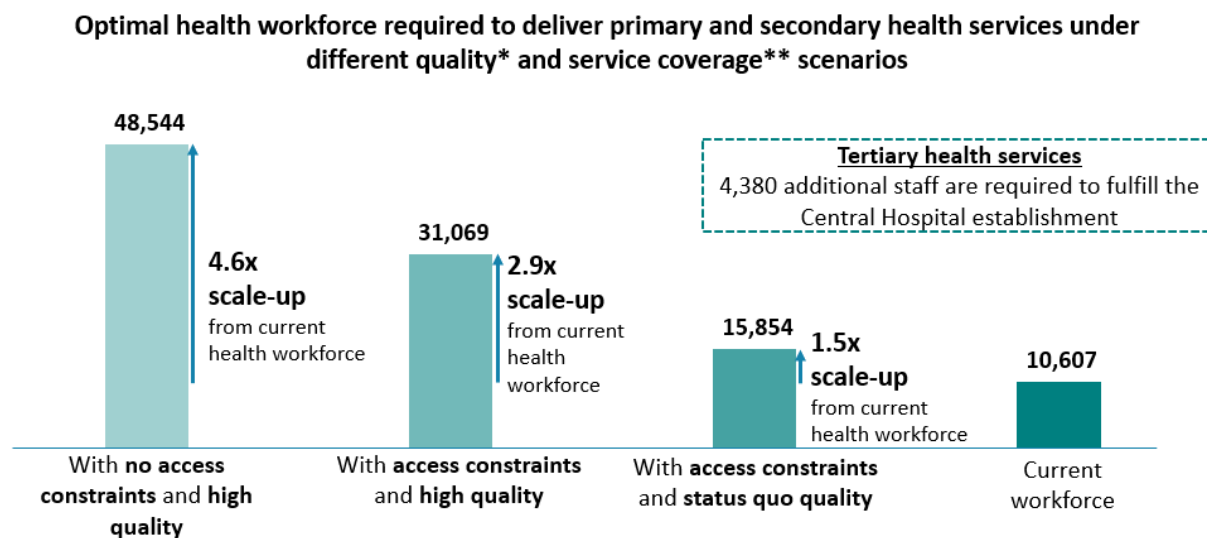 Optimal health workforce required to deliver primary and secondary health services under
different quality* and service coverage** scenarios
48,544
4.6x
scale-up
from current
health workforce
31,069
2.9x
scale-up
from current
health
workforce
15,854
1.5x
scale-up
from current
health workforce
10,607
Tertiary health services
4,380 additional staff are required to fulfill the
Central Hospital establishment
With no access
constraints and high
quality
With access constraints
and high quality
With access constraints
and status quo quality
Current
workforce